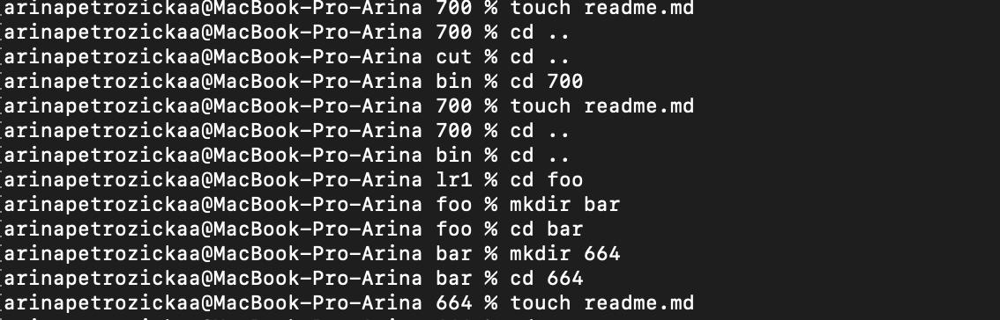 arinapetrozickaa@MacBook-Pro-Arina 700 % touch readme.md
arinapetrozickaa@MacBook-Pro-Arina 700 % cd ..
arinapetrozickaa@MacBook-Pro-Arina cut % cd ..
arinapetrozickaa@MacBook-Pro-Arina bin % cd 700
arinapetrozickaa@MacBook-Pro-Arina 700 % touch readme.md
arinapetrozickaa@MacBook-Pro-Arina 700 % cd ..
arinapetrozickaa@MacBook-Pro-Arina bin % cd ..
arinapetrozickaa@MacBook-Pro-Arina lr1 % cd foo
arinapetrozickaa@MacBook-Pro-Arina foo % mkdir bar
arinapetrozickaa@MacBook-Pro-Arina foo % cd bar
arinapetrozickaa@MacBook-Pro-Arina bar % mkdir 664
arinapetrozickaa@MacBook-Pro-Arina bar % cd 664
arinapetrozickaa@MacBook-Pro-Arina 664 % touch readme.md